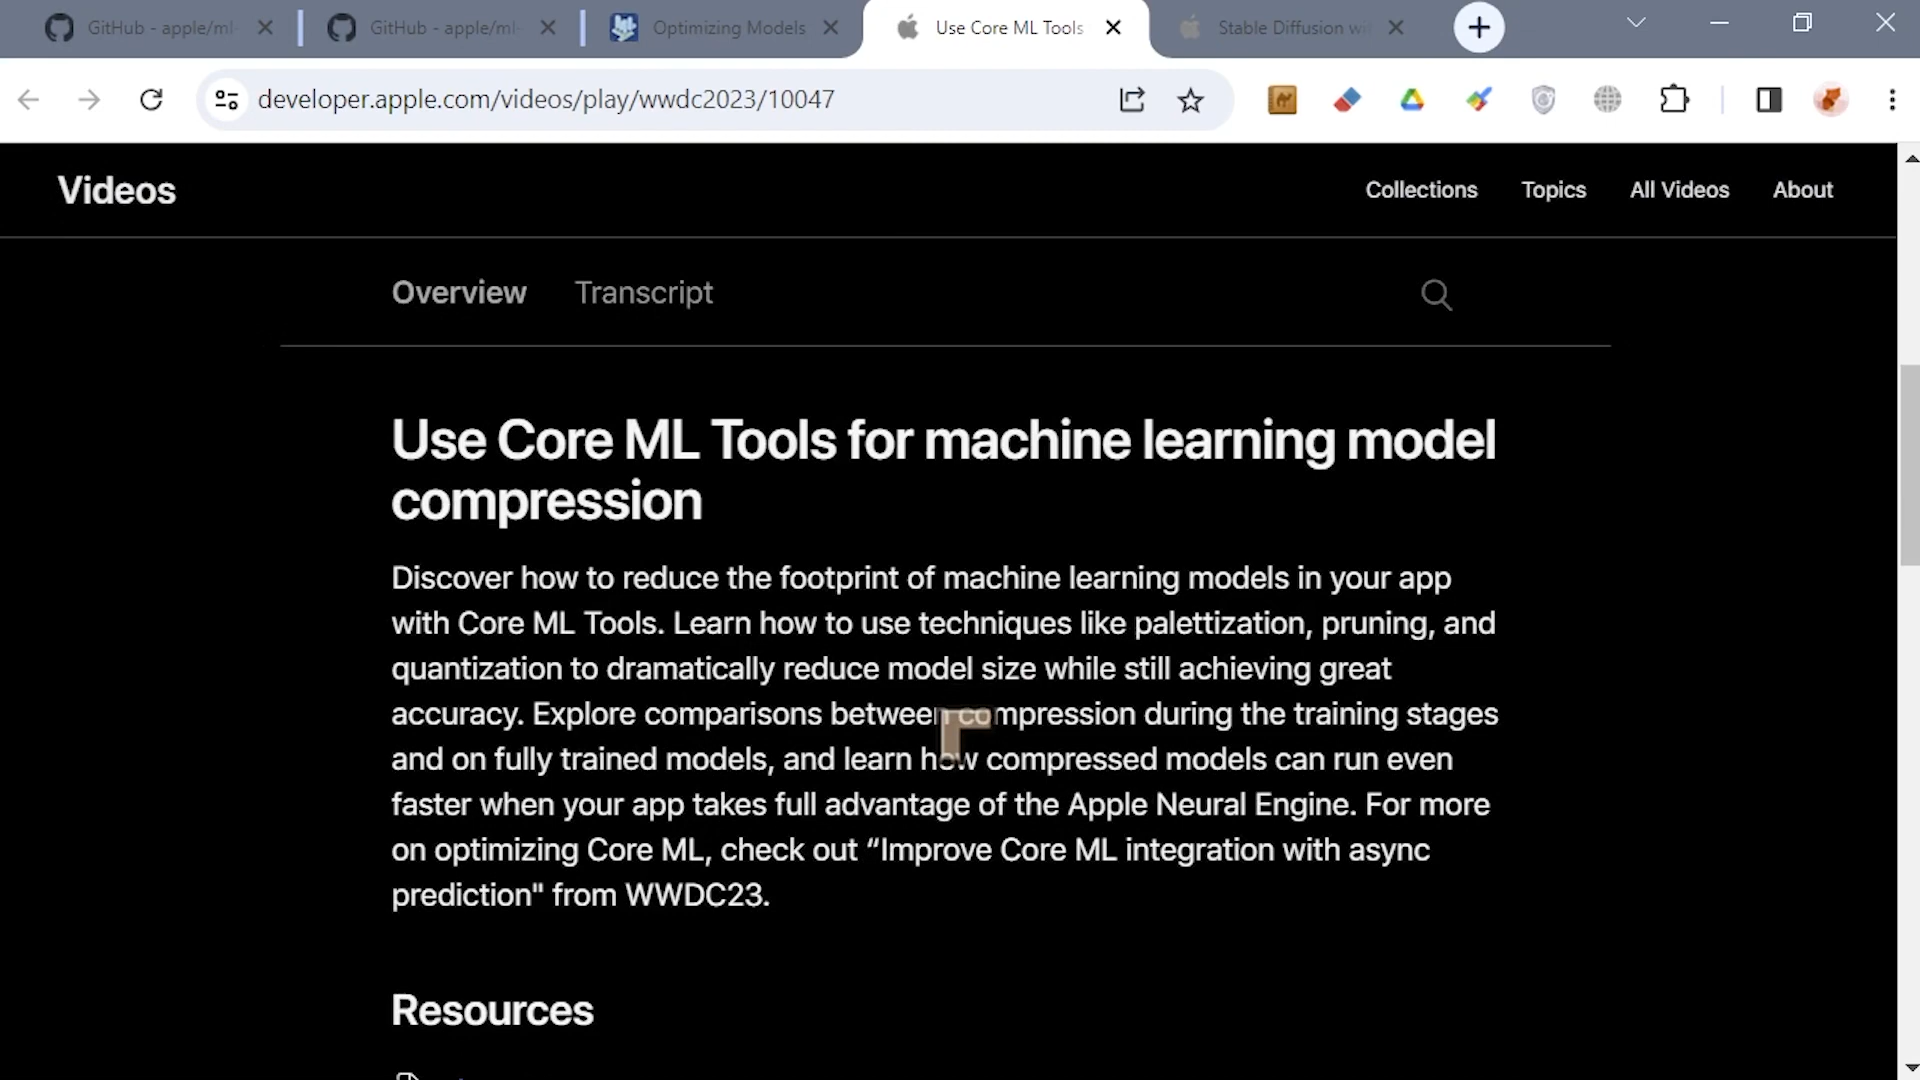 GitHub - apple/ml-
GitHub - apple/ml-
Optimizing Models
Use Core ML Tools
Stable Diffusion wi
developer.apple.com/videos/play/wwdc2023/10047
Videos
Collections
Topics
All Videos
About
Overview
Transcript
Use Core ML Tools for machine learning model
compression
Discover how to reduce the footprint of machine learning models in your app
with Core ML Tools. Learn how to use techniques like palettization, pruning, and
quantization to dramatically reduce model size while still achieving great
accuracy. Explore comparisons between compression during the training stages
and on fully trained models, and learn how compressed models can run even
faster when your app takes full advantage of the Apple Neural Engine. For more
on optimizing Core ML, check out “Improve Core ML integration with async
prediction" from WWDC23.
Resources